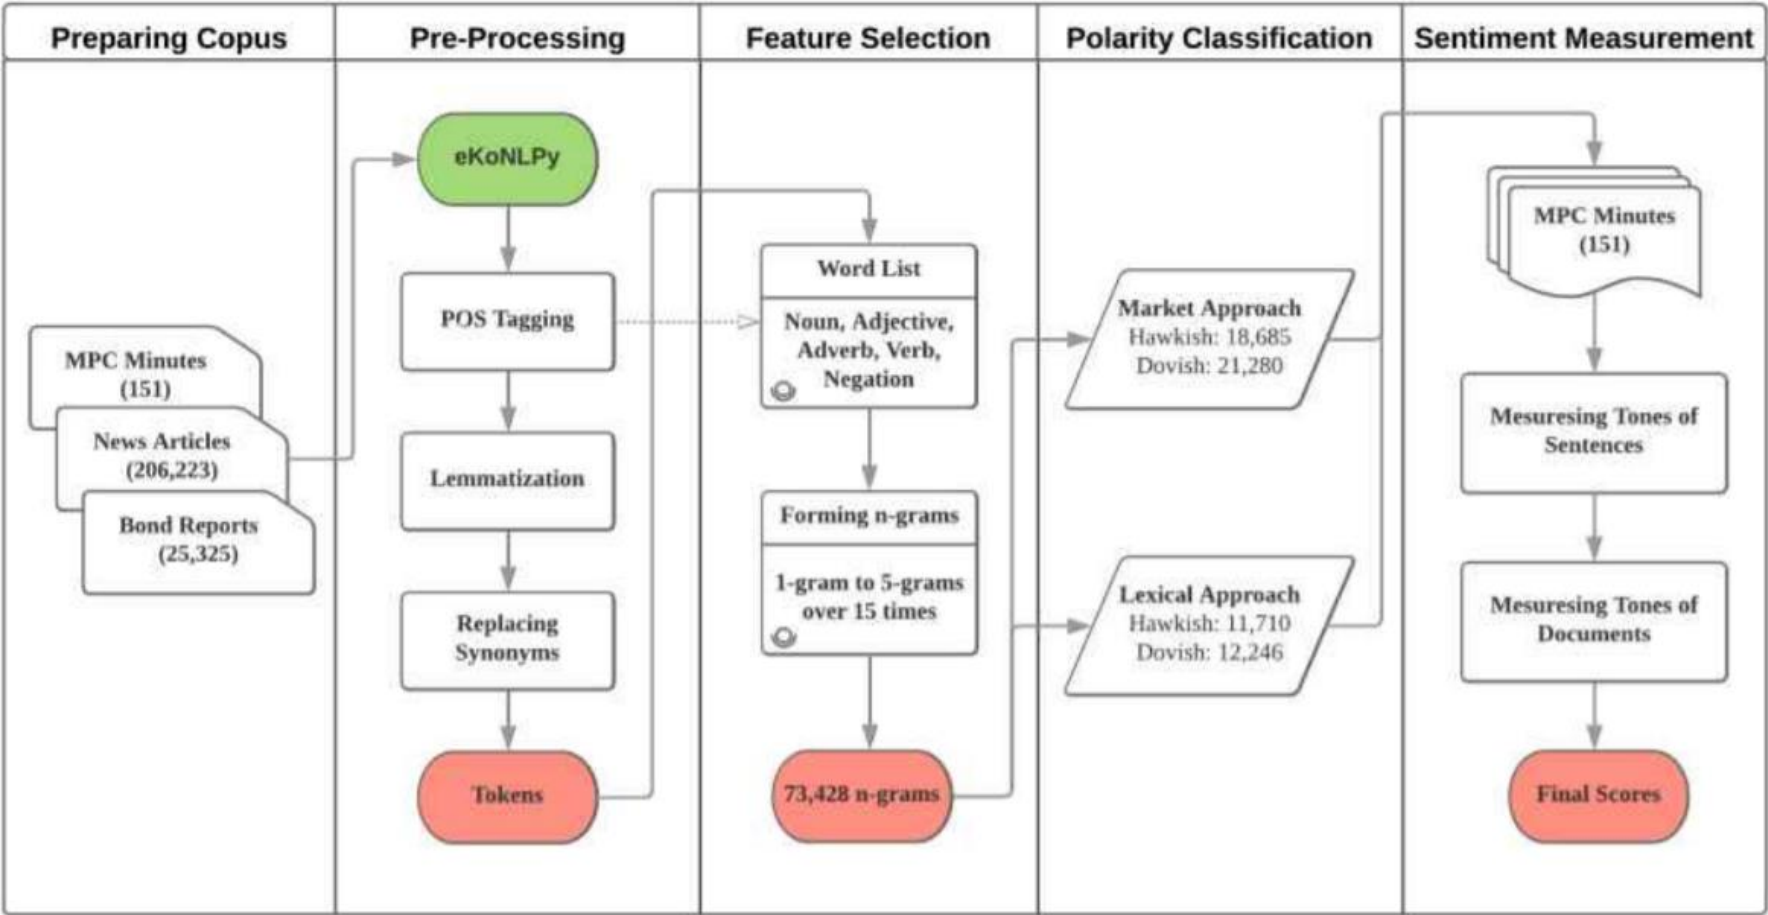 Preparing Copus
Pre-Processing
Feature Selection
Polarity Classification
Sentiment Measurement
MPC Minutes
(151)
News Articles
(206,223)
Bond Reports
(25,325)
eKoNLPy
POS Tagging
Lemmatization
Replacing
Synonyms
Tokens
Word List
Noun, Adjective,
Adverb, Verb,
Negation
Forming n-grams
1-gram to 5-grams
over 15 times
73,428 n-grams
Market Approach
Hawkish: 18,685
Dovish: 21,280
Lexical Approach
Hawkish: 11,710
Dovish: 12,246
MPC Minutes
(151)
Mesuresing Tones of
Sentences
Mesuresing Tones of
Documents
Final Scores